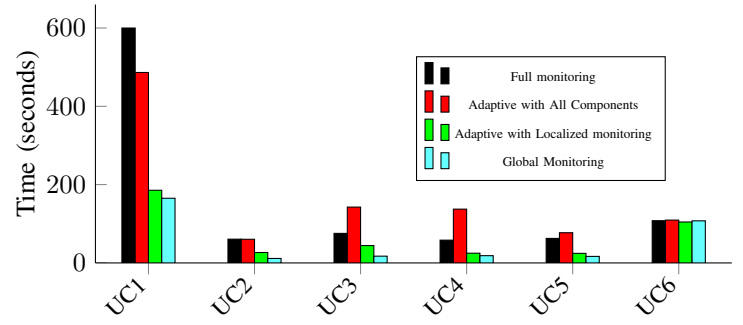 600
400
200
0
Time (seconds)
Full monitoring
Adaptive with All Components
Adaptive with Localized monitoring
Global Monitoring
UC1
UC2
UC3
UC4
UC5
UC6